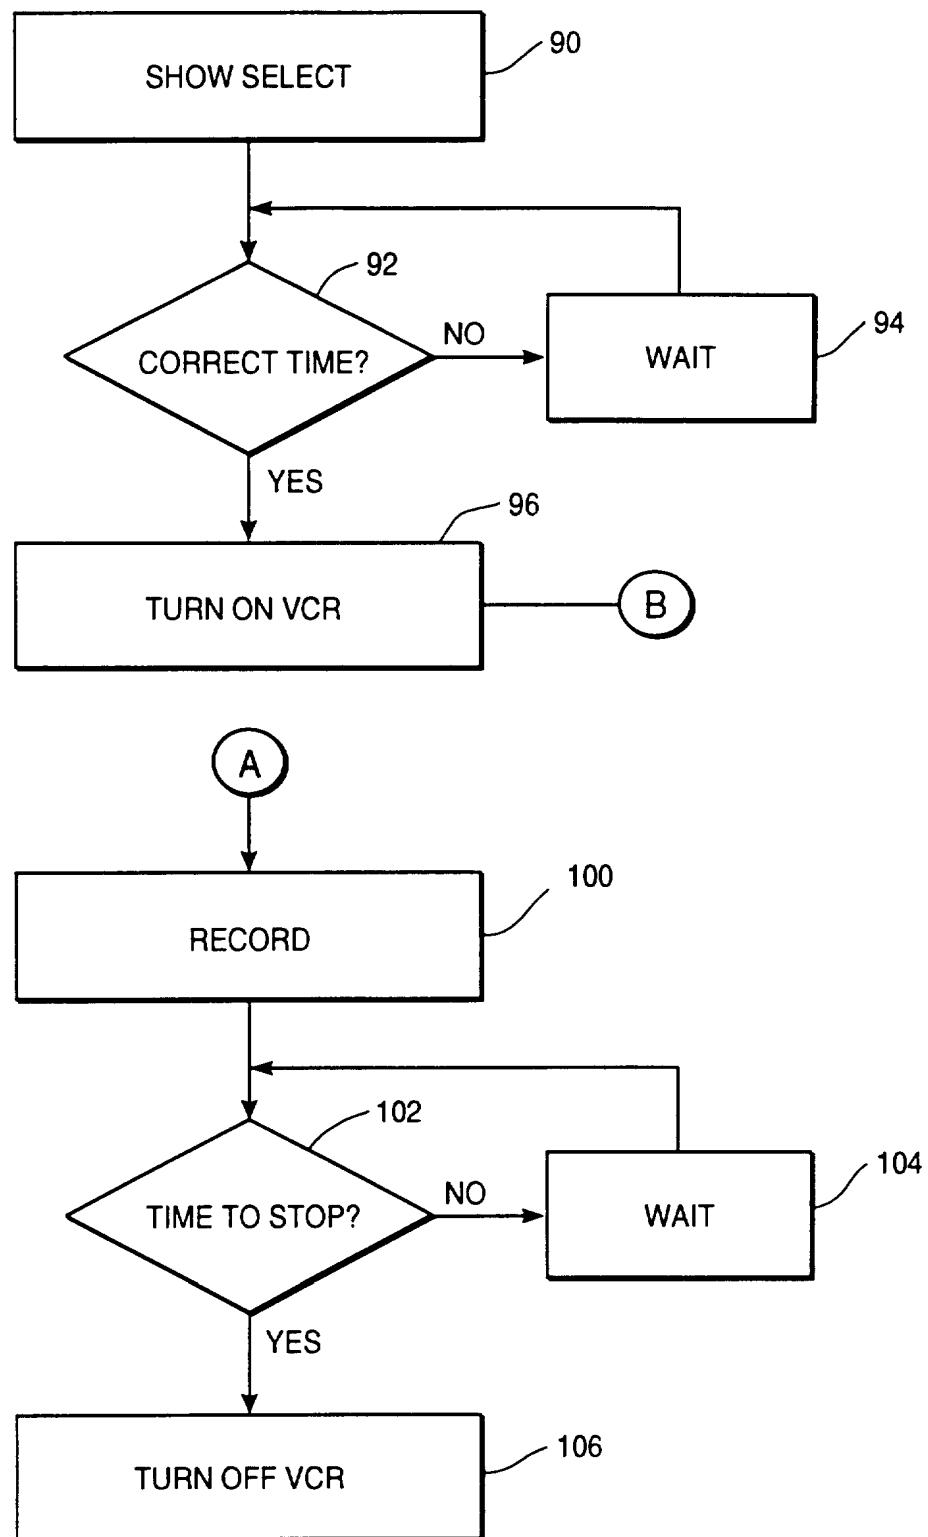 SHOW SELECT
90
92
CORRECT TIME?
NO
WAIT
94
YES
96
TURN ON VCR
B
A
RECORD
100
102
TIME TO STOP?
NO
WAIT
104
YES
TURN OFF VCR
106